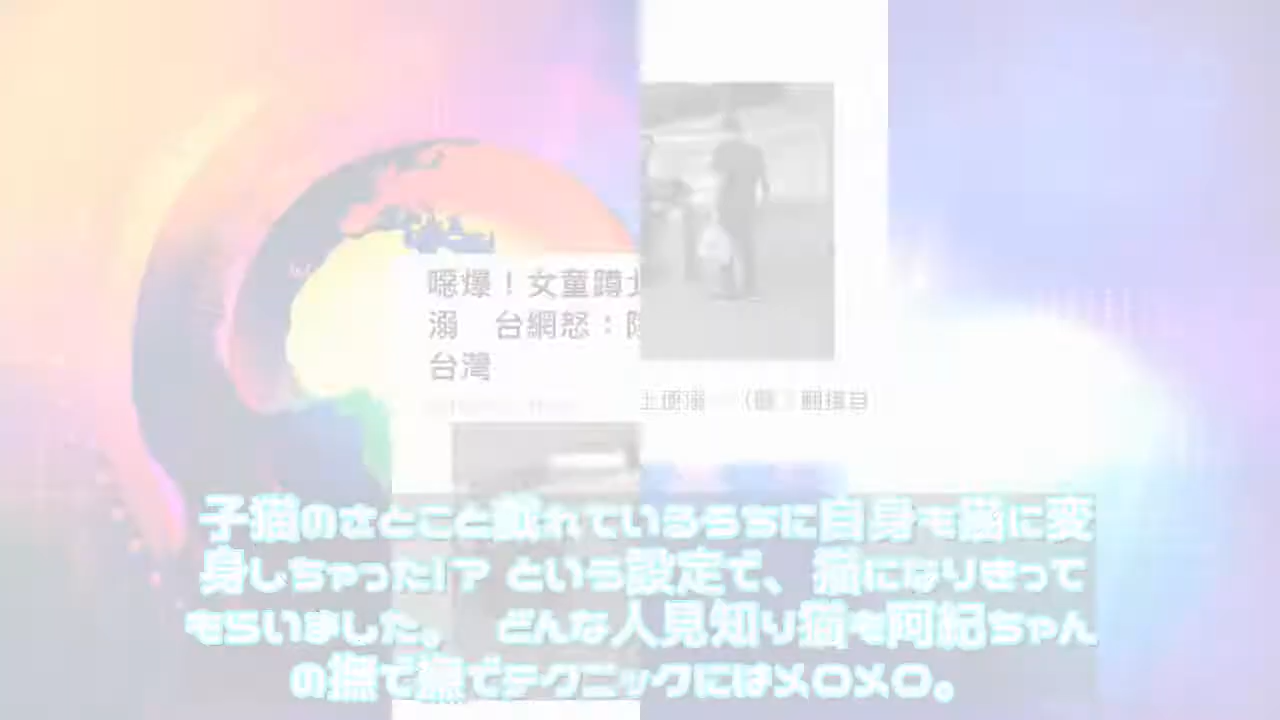 噁爆！女童蹲北
溺 台網怒：陸
台灣
子猫のさとこと戯れているうちに自身も猫に変
身しちゃった!？ という設定で、 猫になりきって
もらいました。 どんな人見知り猫も阿紀ちゃん
の撫で撫でテクニックにはメロメロ。